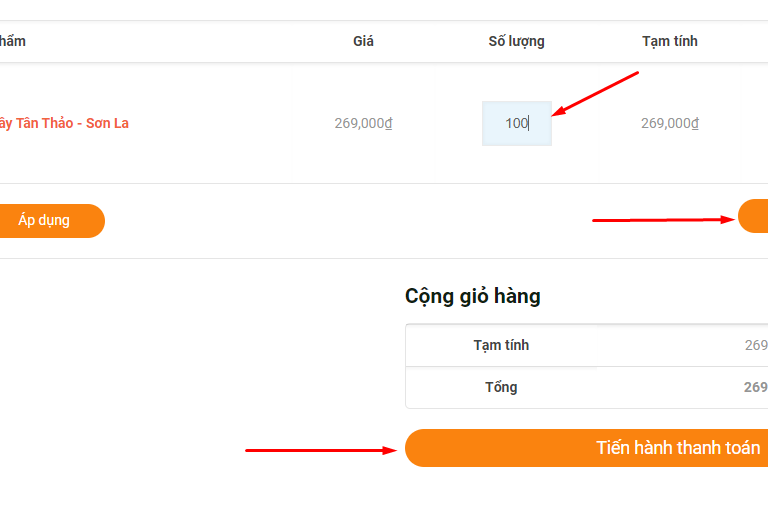 hẩm Giá Số lượng Tạm tính
ây Tân Thảo - Sơn La 269,000₫ 100 269,000₫
Áp dụng
Cộng giỏ hàng
Tạm tính 269
Tổng 269
Tiến hành thanh toán